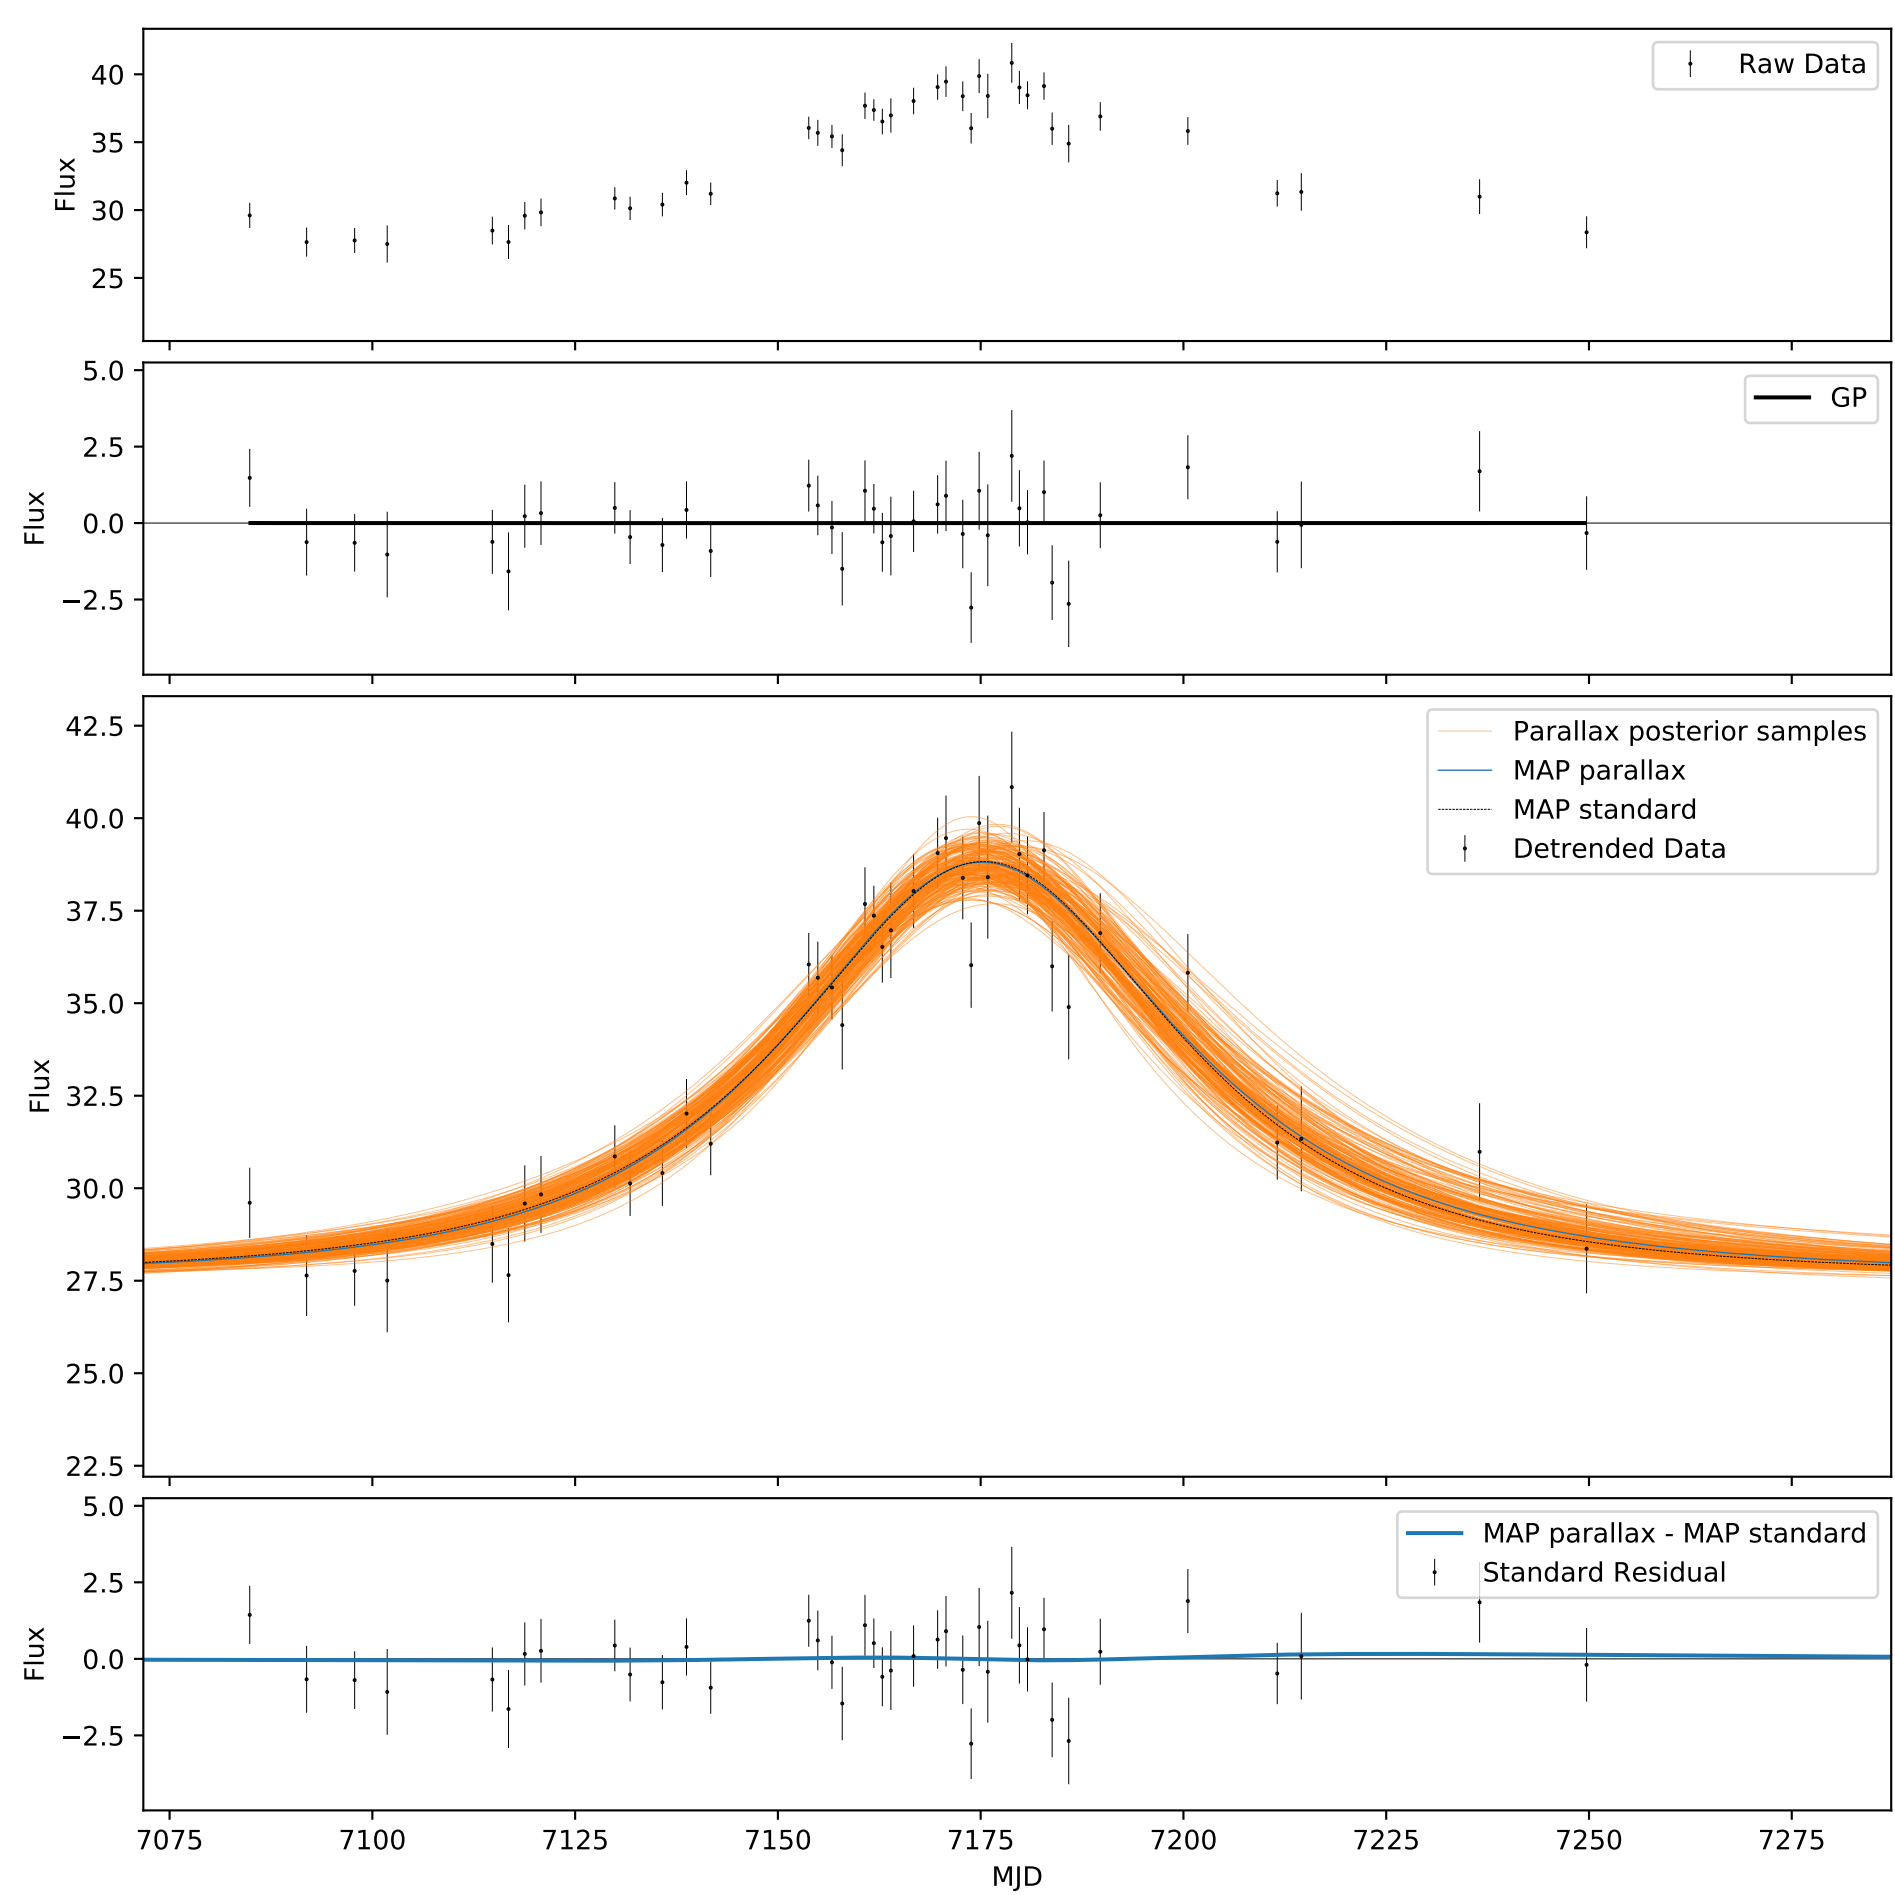 40
35
30
25
Flux
Raw Data
5.0
2.5
0.0
−2.5
Flux
GP
42.5
40.0
37.5
35.0
32.5
30.0
27.5
25.0
22.5
Flux
Parallax posterior samples
MAP parallax
MAP standard
Detrended Data
5.0
2.5
0.0
−2.5
Flux
MAP parallax - MAP standard
Standard Residual
7075 7100 7125 7150 7175 7200 7225 7250 7275
MJD